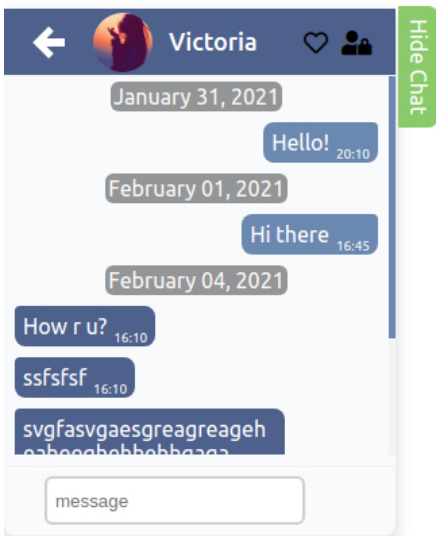 Victoria
Hide Chat
January 31, 2021
Hello! 20:10
February 01, 2021
Hi there 16:45
February 04, 2021
How r u? 16:10
ssfsfsf 16:10
svgfasvgaesgreagreageh
message